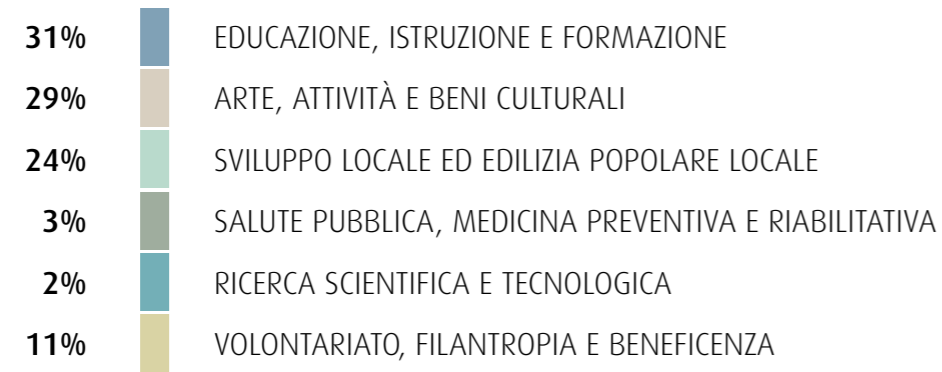 31% EDUCAZIONE, ISTRUZIONE E FORMAZIONE
29% ARTE, ATTIVITÀ E BENI CULTURALI
24% SVILUPPO LOCALE ED EDILIZIA POPOLARE LOCALE
3% SALUTE PUBBLICA, MEDICINA PREVENTIVA E RIABILITATIVA
2% RICERCA SCIENTIFICA E TECNOLOGICA
11% VOLONTARIATO, FILANTROPIA E BENEFICENZA